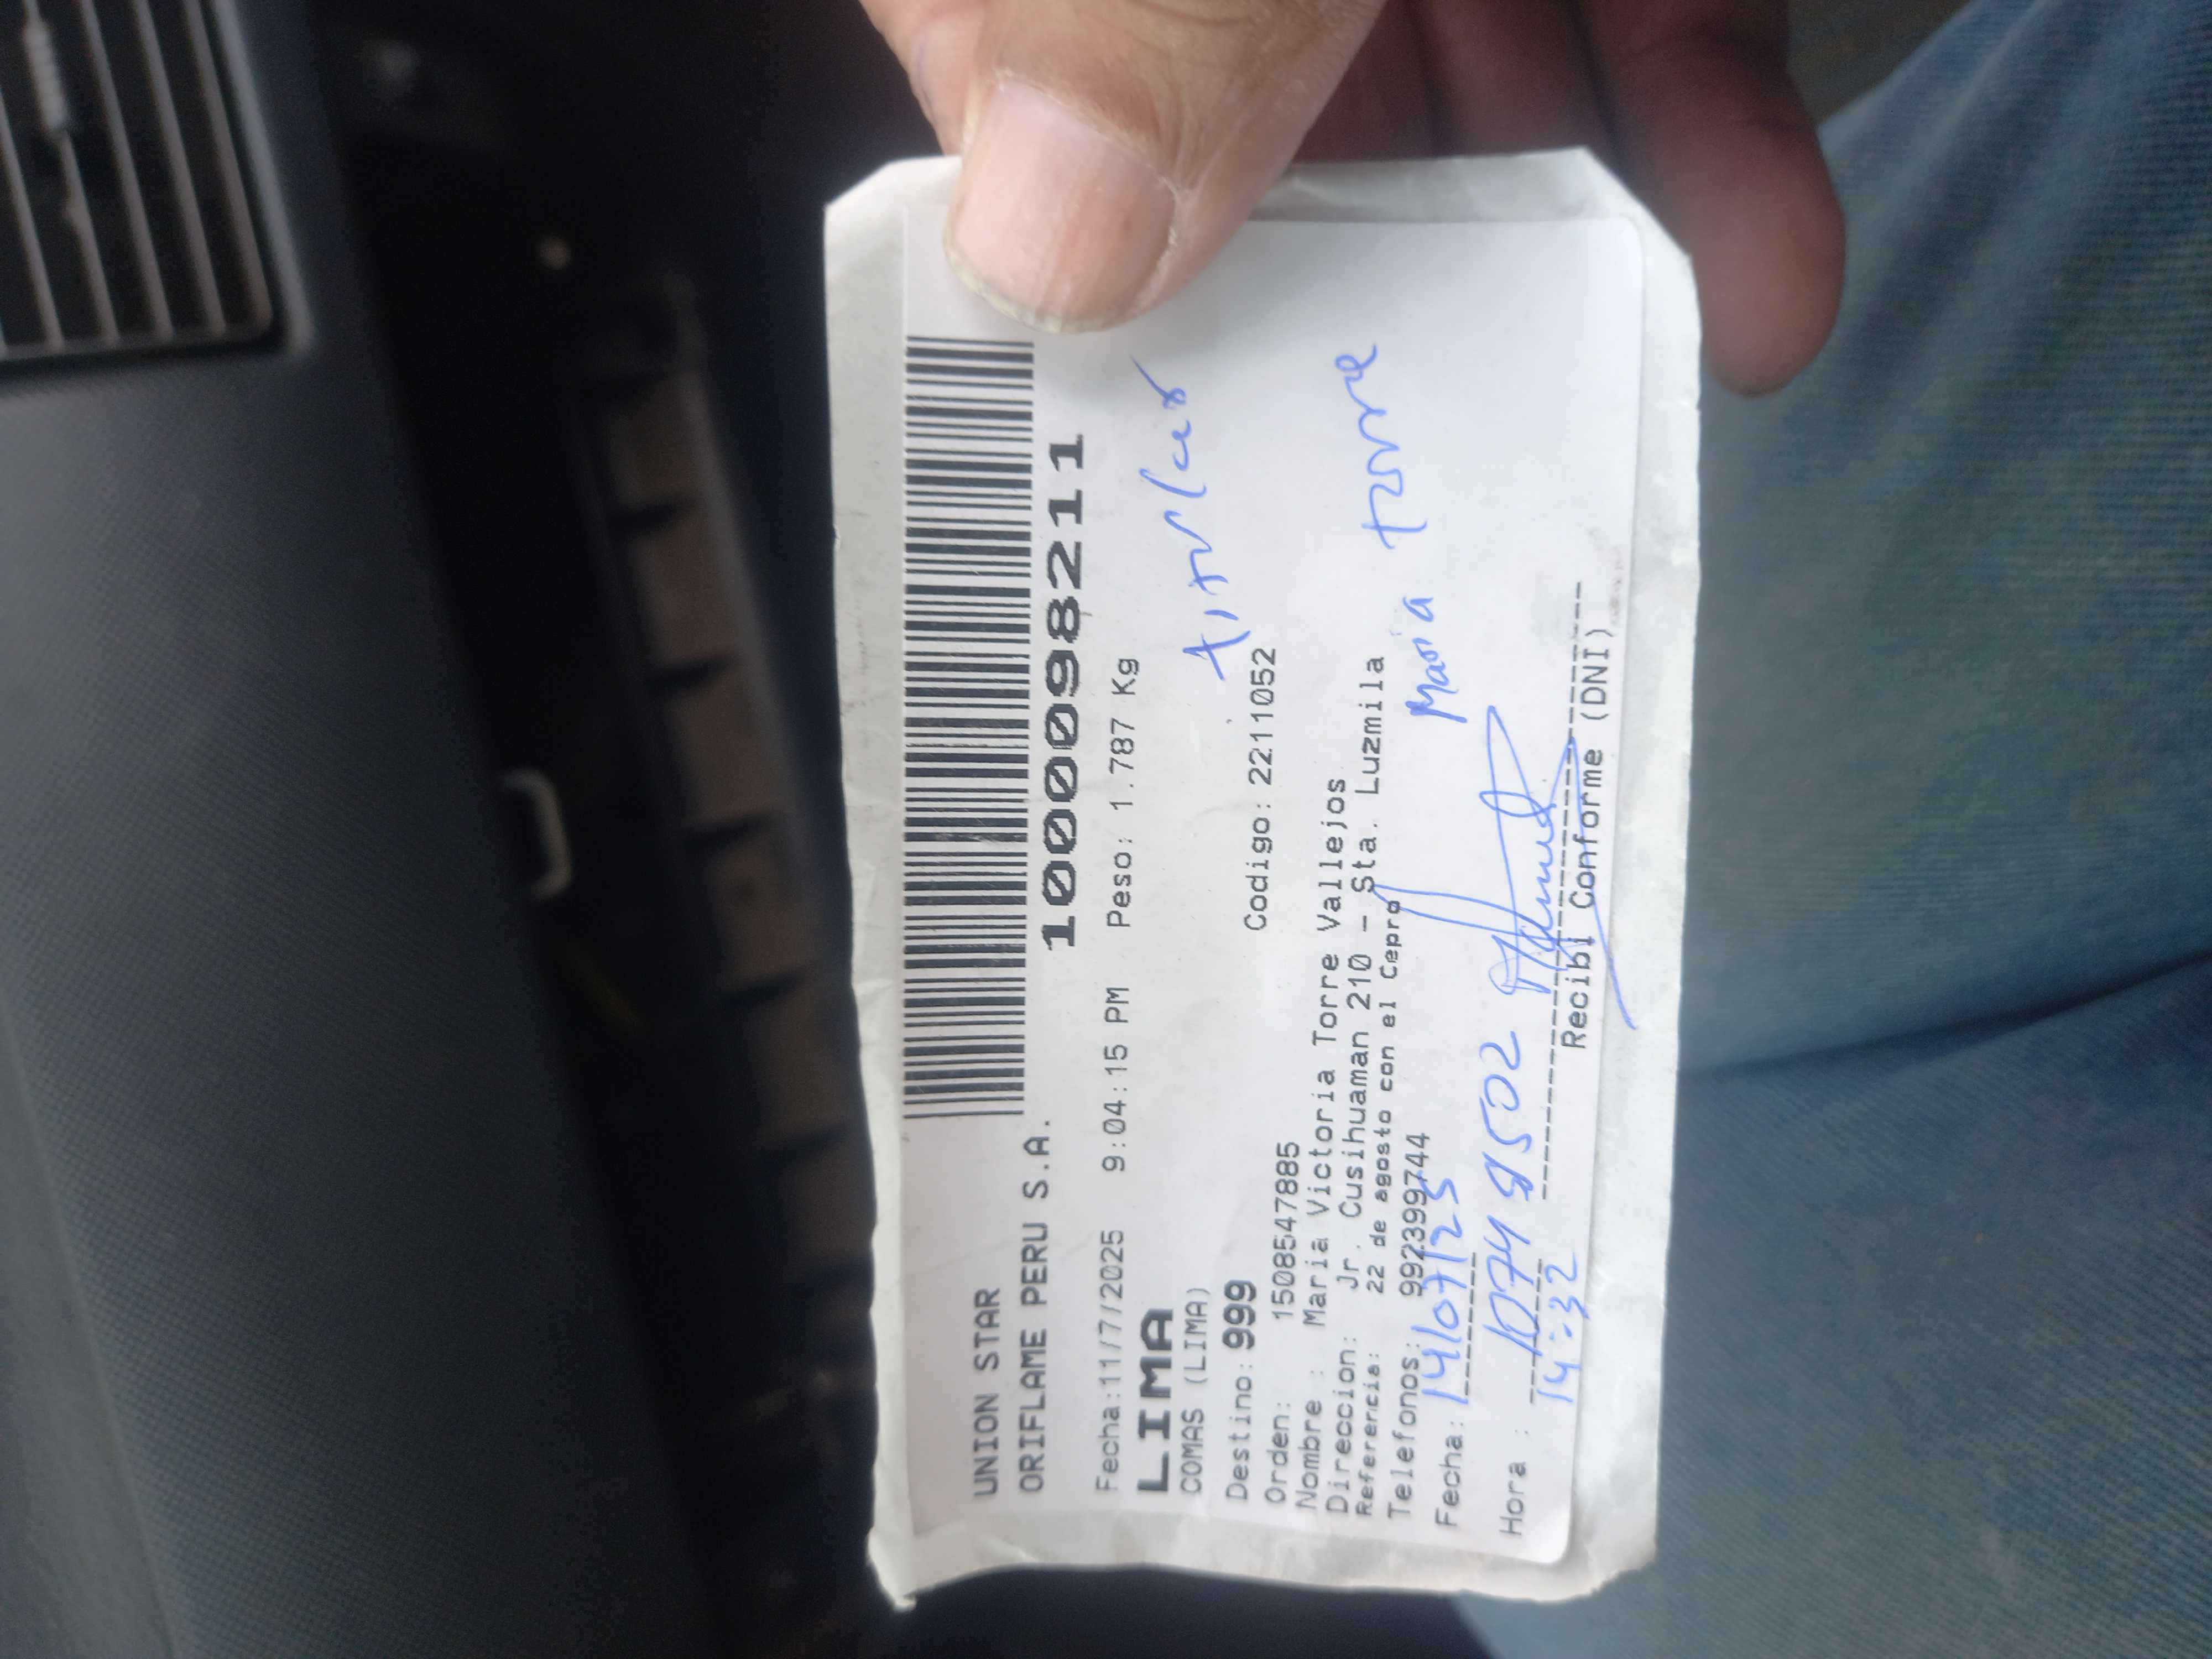 UNION STAR
ORIFLAME PERU S.A.
1000098211
Fecha:11/7/2025 9:04:15 PM Peso: 1.787 Kg
LIMA
COMAS (LIMA)
titular
Destino: 999
Orden: 1508547885 Codigo: 22111052
Nombre : Maria Victoria Torre Vallejos
Direccion: Jr. Cusihuaman 210 - Sta. Luzmila
Referencia: 22 de agosto con el Cepro
Telefonos: 992399744
Maria torre
Fecha: 14/07/25
Hora : 14:32
Recibi Conforme (DNI)